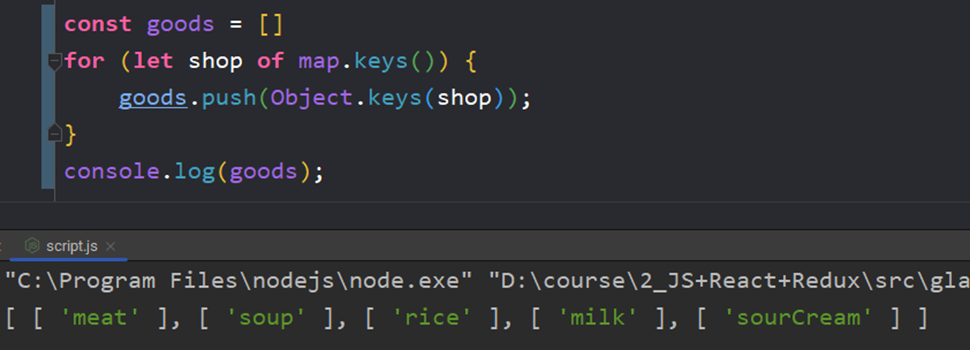 const goods = []
for (let shop of map.keys()) {
    goods.push(Object.keys(shop));
}
console.log(goods);
script.js
"C:\Program Files\nodejs\node.exe" "D:\course\2_JS+React+Redux\src\gla
[ [ 'meat' ], [ 'soup' ], [ 'rice' ], [ 'milk' ], [ 'sourCream' ] ]